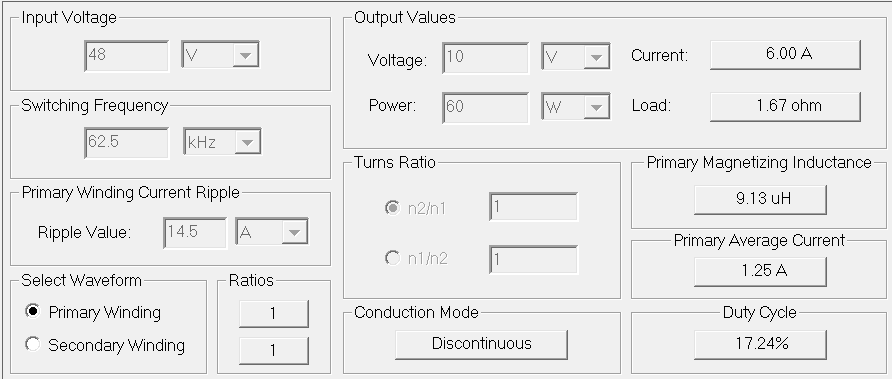 Input Voltage
48 V
Switching Frequency
62.5 kHz
Primary Winding Current Ripple
Ripple Value: 14.5 A
Select Waveform
Primary Winding
Secondary Winding
Ratios
1
1
Output Values
Voltage: 10 V Current: 6.00 A
Power: 60 W Load: 1.67 ohm
Turns Ratio
n2/n1 1
n1/n2 1
Conduction Mode
Discontinuous
Primary Magnetizing Inductance
9.13 uH
Primary Average Current
1.25 A
Duty Cycle
17.24%